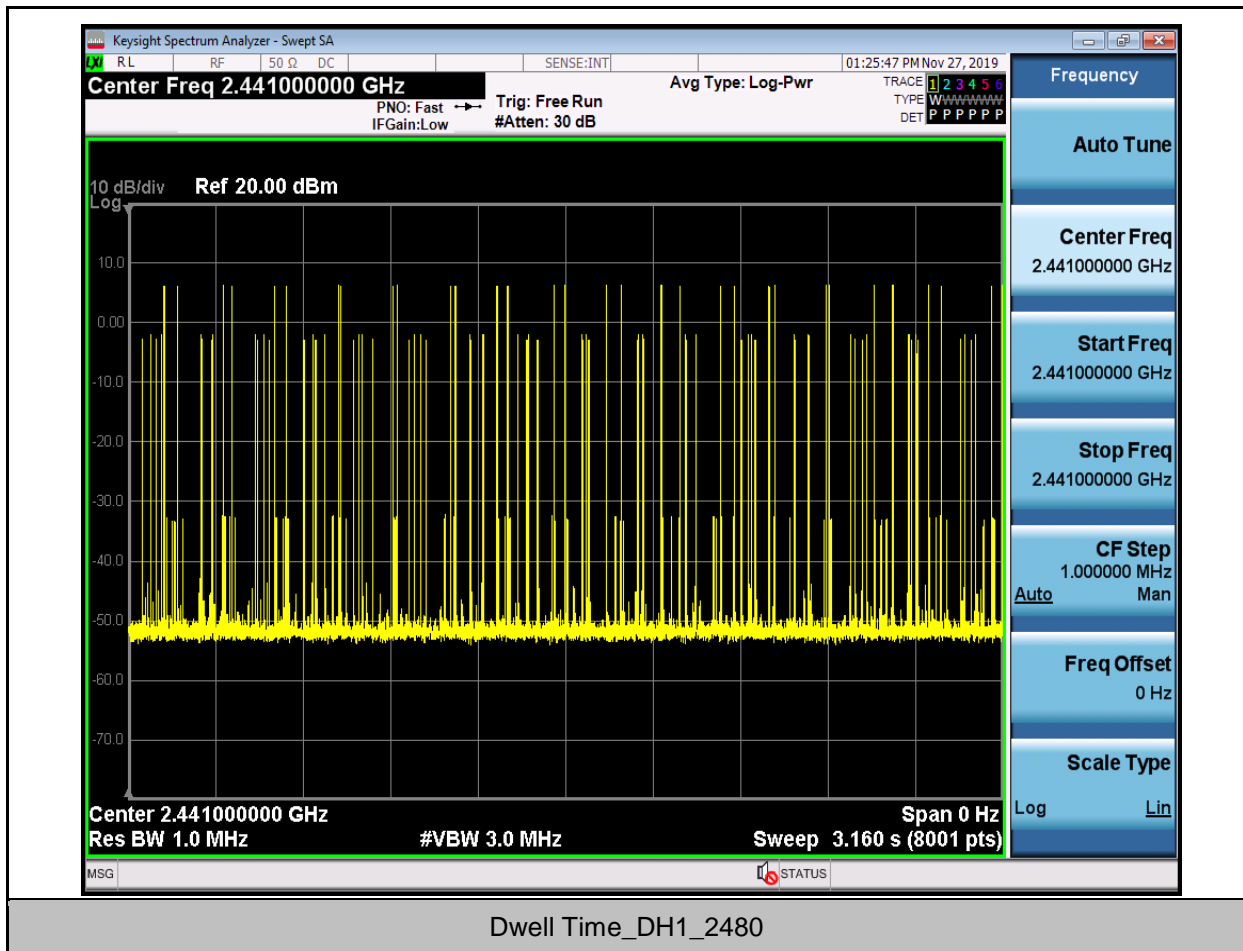 Keysight Spectrum Analyzer - Swept SA
LXI RL RF 50 Ω DC SENSE:INT 01:25:47 PM Nov 27, 2019
Center Freq 2.441000000 GHz
PNO: Fast
IFGain:Low
Trig: Free Run
#Atten: 30 dB
Avg Type: Log-Pwr
TRACE 1 2 3 4 5 6
TYPE WWWWWW
DET P P P P P P
10 dB/div Ref 20.00 dBm
Log
10.0
0.00
-10.0
-20.0
-30.0
-40.0
-50.0
-60.0
-70.0
Center 2.441000000 GHz Span 0 Hz
Res BW 1.0 MHz #VBW 3.0 MHz Sweep 3.160 s (8001 pts)
MSG STATUS
Frequency
Auto Tune
Center Freq
2.441000000 GHz
Start Freq
2.441000000 GHz
Stop Freq
2.441000000 GHz
CF Step
1.000000 MHz
Auto Man
Freq Offset
0 Hz
Scale Type
Log Lin
Dwell Time_DH1_2480